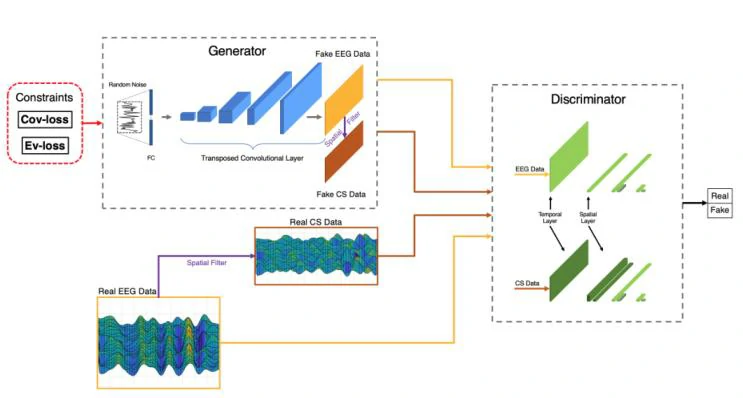 Generator
Fake EEG Data
Random Noise
Constraints
Cov-loss
Ev-loss
FC
Transposed Convolutional Layer
Spatial Filter
Fake CS Data
Discriminator
EEG Data
Temporal
Layer
Spatial
Layer
CS Data
Real
Fake
Real CS Data
Spatial Filter
Real EEG Data